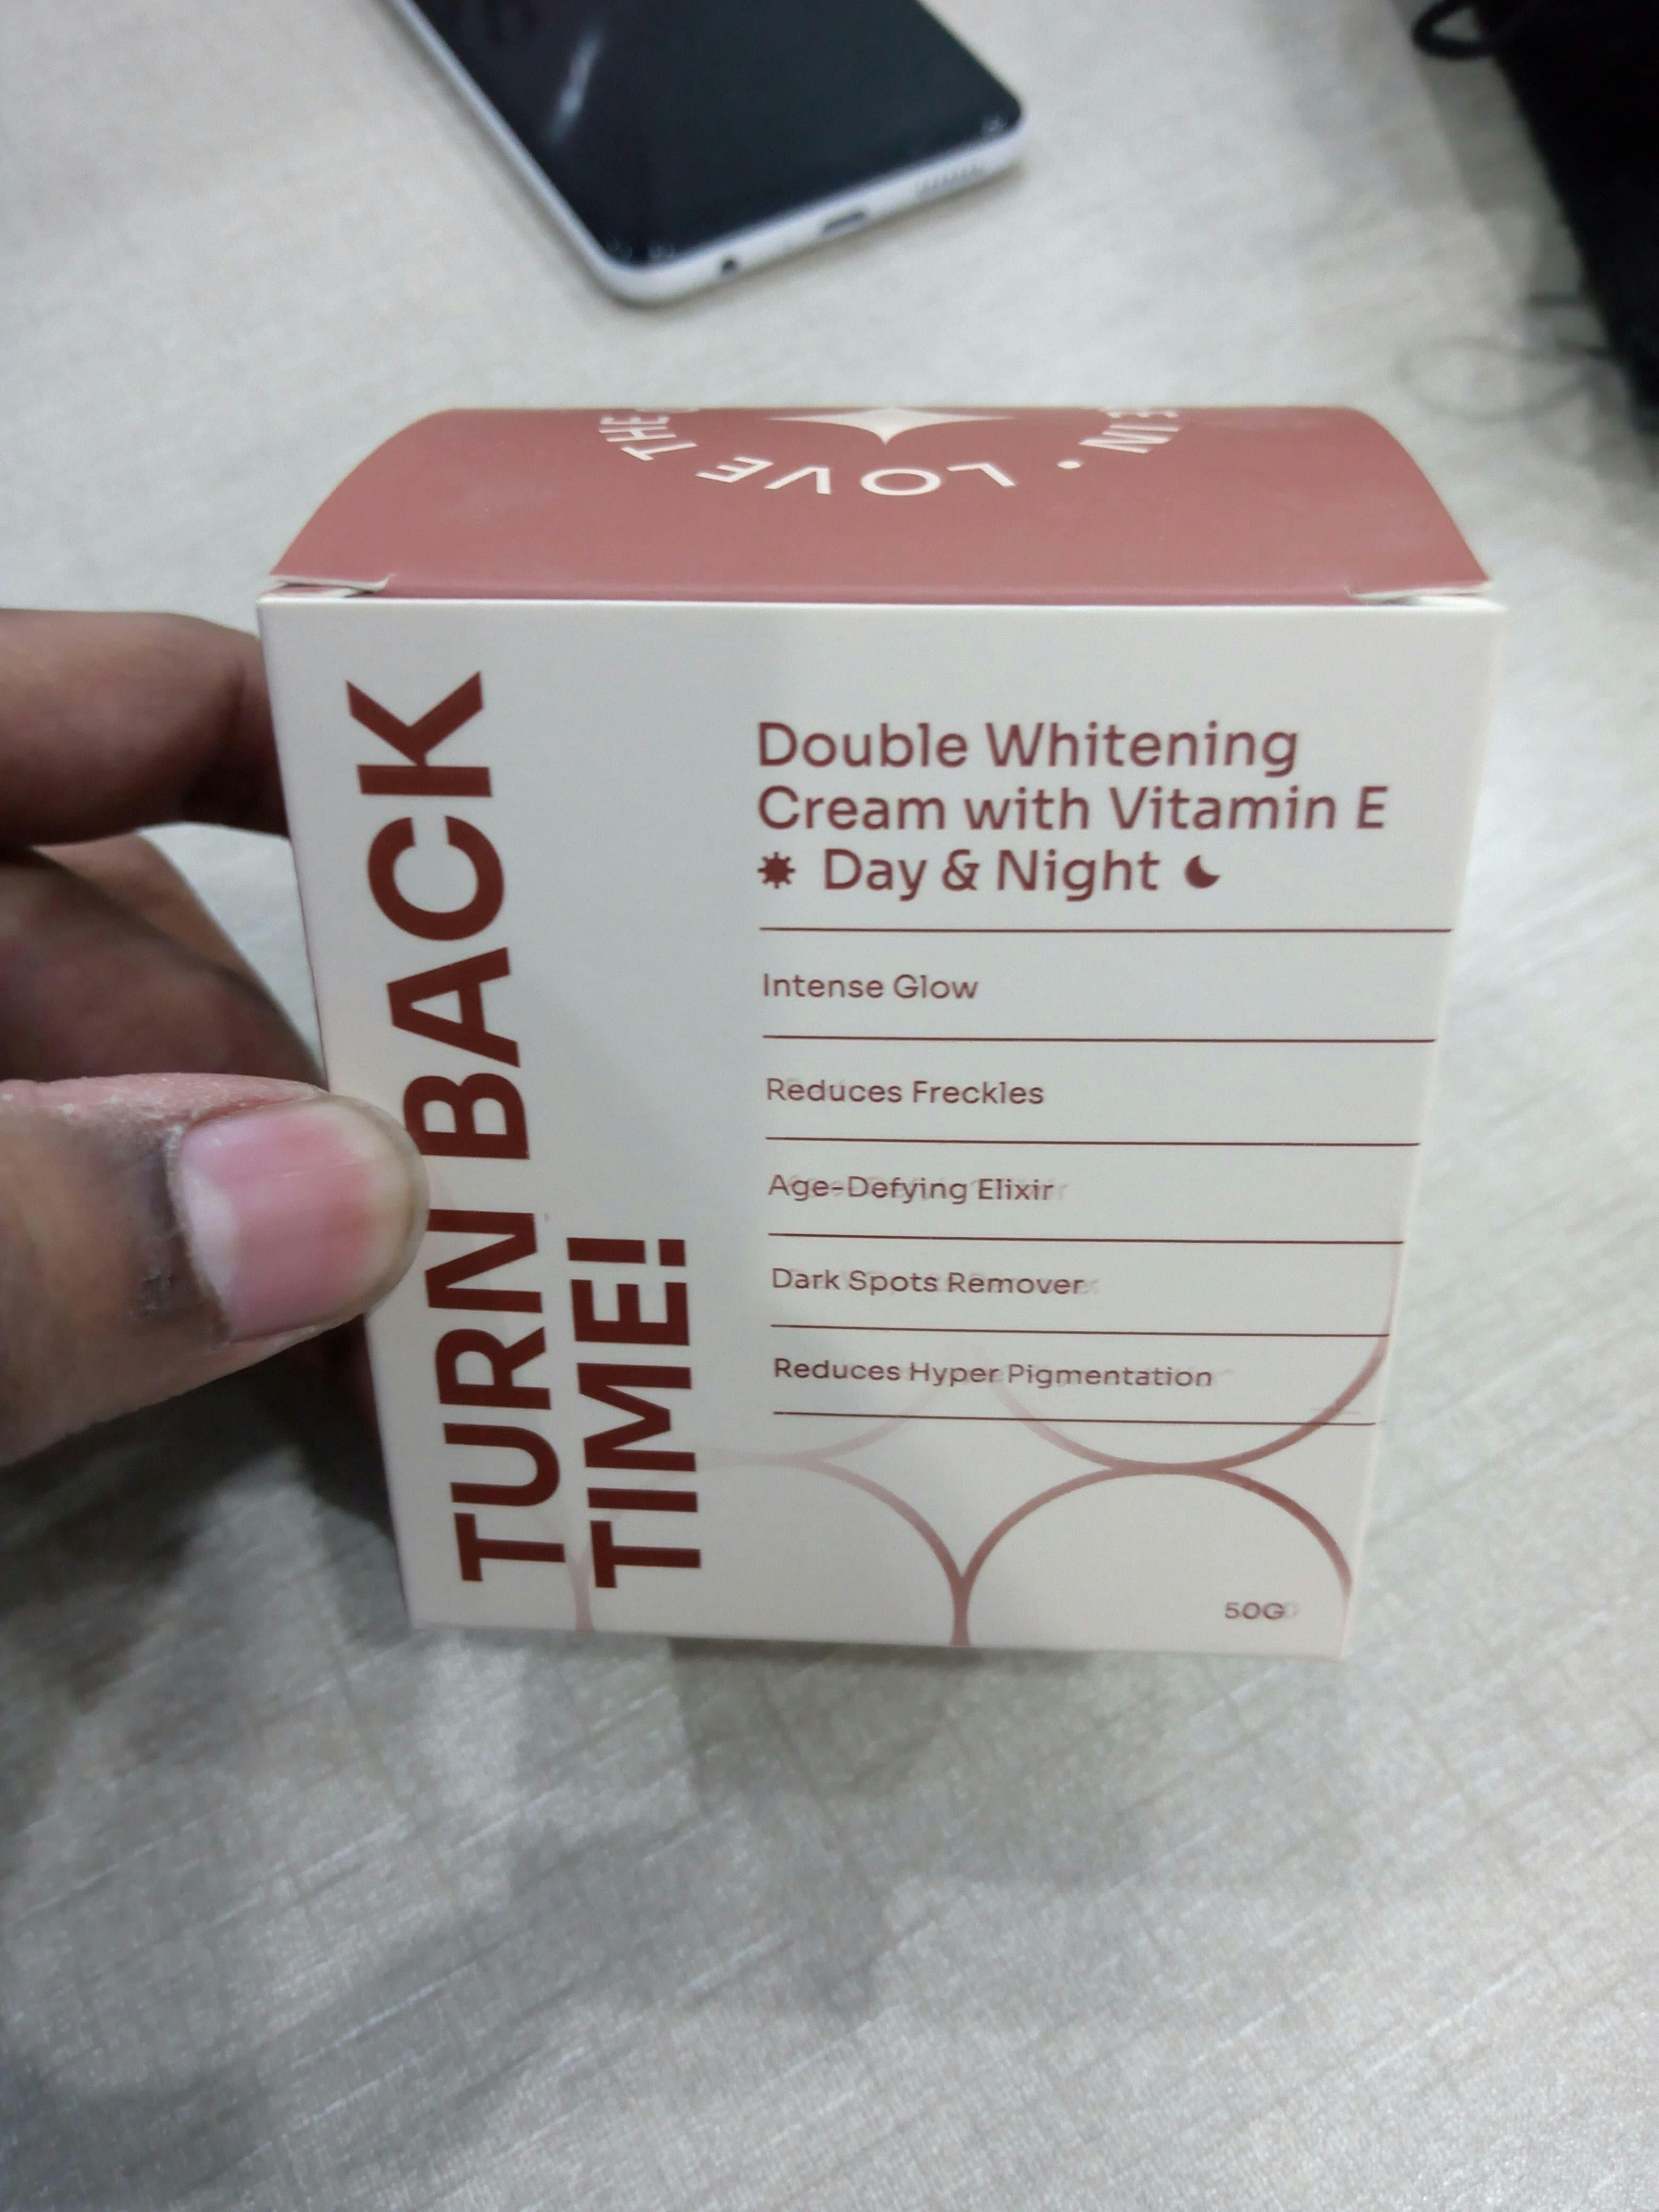 LOVE THE
TURN BACK
TIME!
Double Whitening
Cream with Vitamin E
Day & Night
Intense Glow
Reduces Freckles
Age-Defying Elixir
Dark Spots Remover
Reduces Hyper Pigmentation
50G